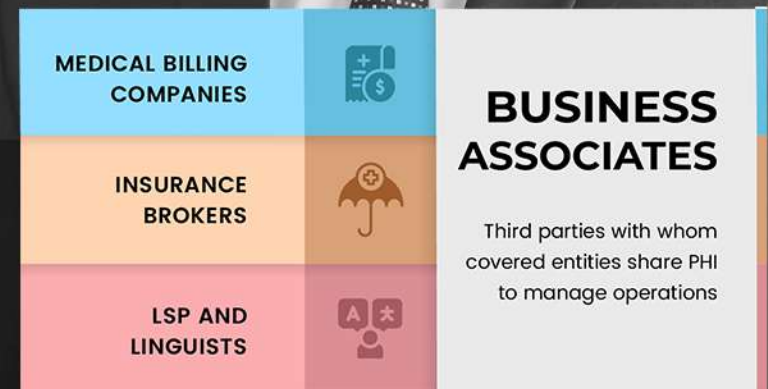 MEDICAL BILLING
COMPANIES
$
INSURANCE
BROKERS
LSP AND
LINGUISTS
A 大
BUSINESS
ASSOCIATES
Third parties with whom
covered entities share PHI
to manage operations